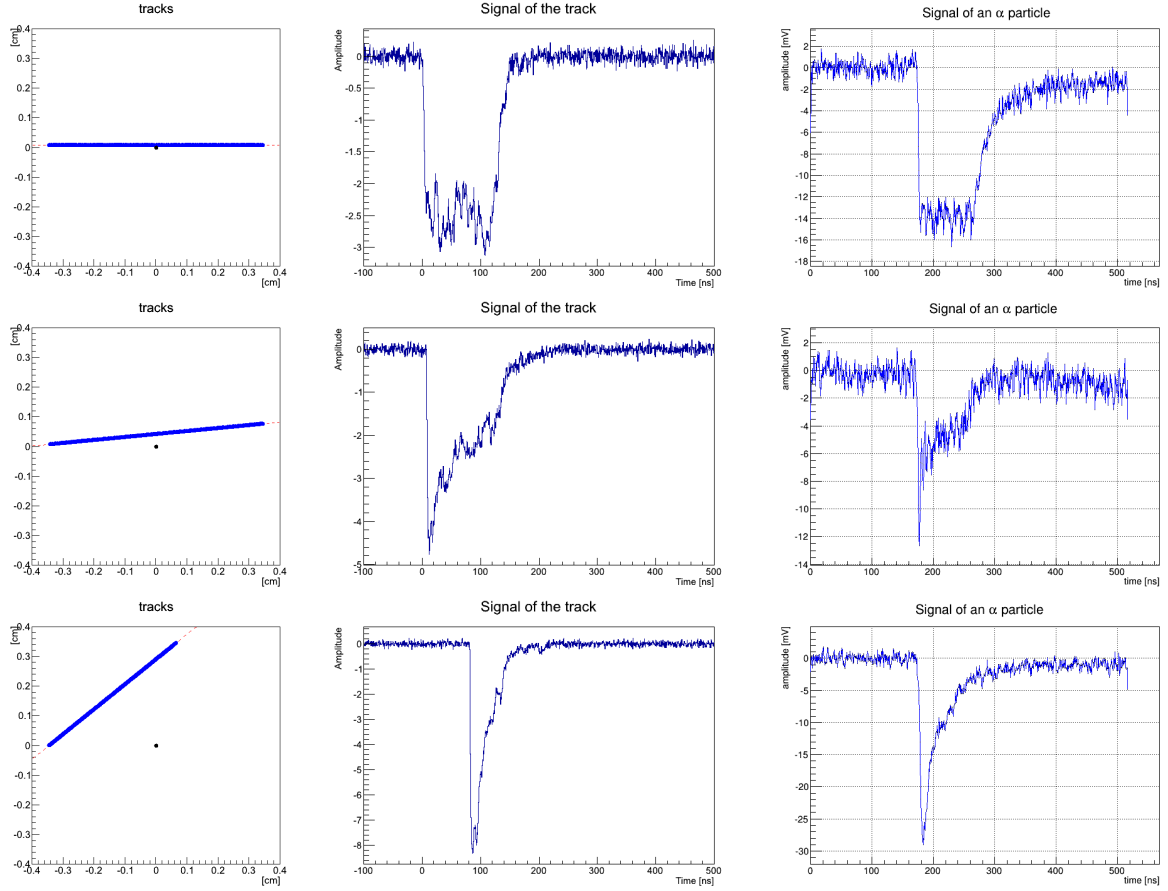 tracks
[cm]
0.4
0.3
0.2
0.1
0
-0.1
-0.2
-0.3
-0.4
-0.4 -0.3 -0.2 -0.1 0 0.1 0.2 0.3 0.4
[cm]
Signal of the track
Amplitude
0
-0.5
-1
-1.5
-2
-2.5
-3
-100 0 100 200 300 400 500
Time [ns]
Signal of an α particle
amplitude [mV]
2
0
-2
-4
-6
-8
-10
-12
-14
-16
-18
0 100 200 300 400 500
time [ns]
tracks
[cm]
0.4
0.3
0.2
0.1
0
-0.1
-0.2
-0.3
-0.4
-0.4 -0.3 -0.2 -0.1 0 0.1 0.2 0.3 0.4
[cm]
Signal of the track
Amplitude
0
-1
-2
-3
-4
-5
-100 0 100 200 300 400 500
Time [ns]
Signal of an α particle
amplitude [mV]
2
0
-2
-4
-6
-8
-10
-12
-14
0 100 200 300 400 500
time [ns]
tracks
[cm]
0.4
0.3
0.2
0.1
0
-0.1
-0.2
-0.3
-0.4
-0.4 -0.3 -0.2 -0.1 0 0.1 0.2 0.3 0.4
[cm]
Signal of the track
Amplitude
0
-1
-2
-3
-4
-5
-6
-7
-8
-100 0 100 200 300 400 500
Time [ns]
Signal of an α particle
amplitude [mV]
0
-5
-10
-15
-20
-25
-30
0 100 200 300 400 500
time [ns]